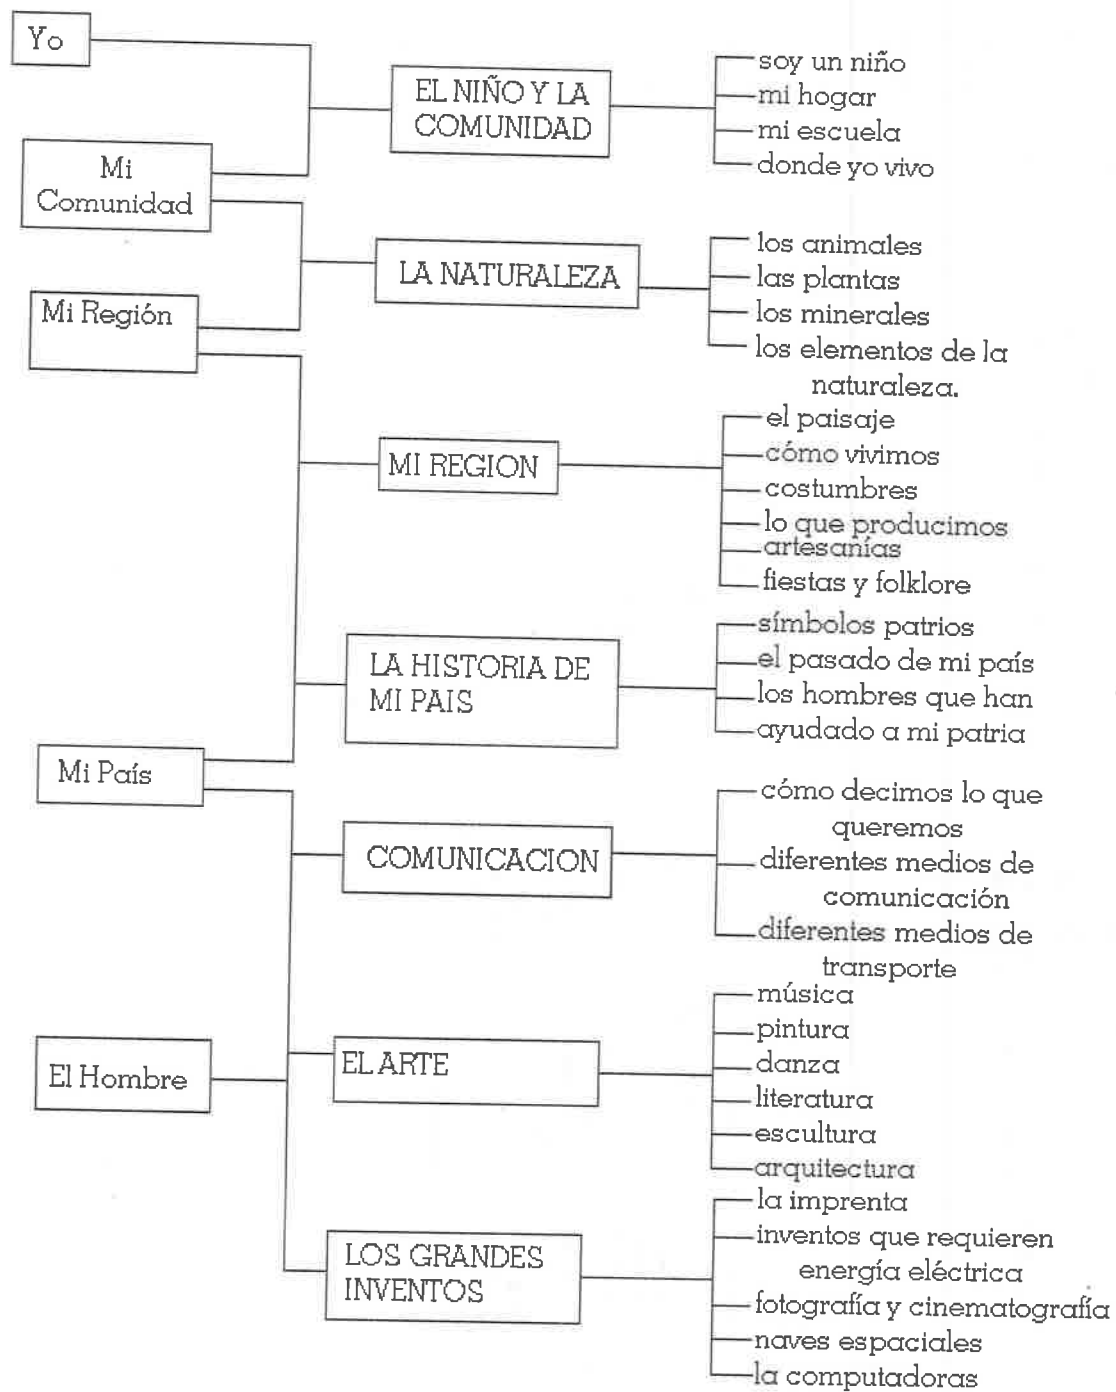 Yo
EL NIÑO Y LA
COMUNIDAD
soy un niño
mi hogar
mi escuela
donde yo vivo
Mi
Comunidad
LA NATURALEZA
los animales
las plantas
los minerales
los elementos de la
naturaleza.
Mi Región
MI REGION
el paisaje
cómo vivimos
costumbres
lo que producimos
artesanías
fiestas y folklore
LA HISTORIA DE
MI PAIS
símbolos patrios
el pasado de mi país
los hombres que han
ayudado a mi patria
Mi País
COMUNICACION
cómo decimos lo que
queremos
diferentes medios de
comunicación
diferentes medios de
transporte
El Hombre
EL ARTE
música
pintura
danza
literatura
escultura
arquitectura
LOS GRANDES
INVENTOS
la imprenta
inventos que requieren
energía eléctrica
fotografía y cinematografía
naves espaciales
la computadoras